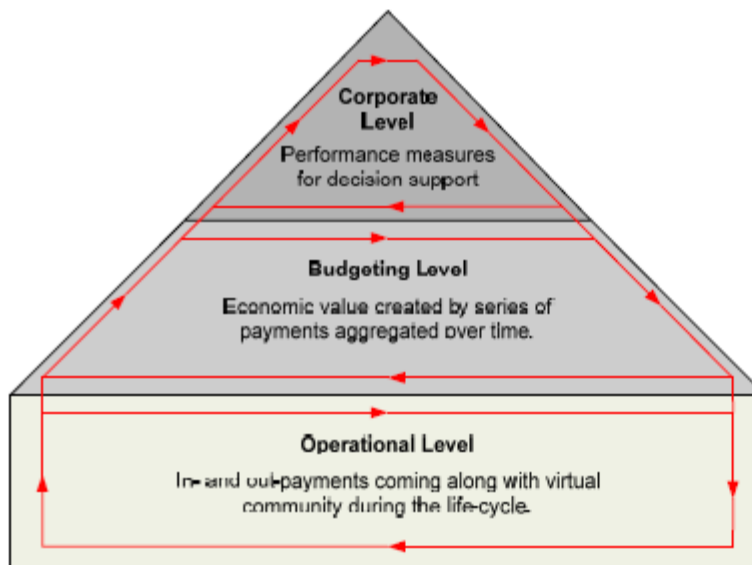 Corporate
Level
Performance measures
for decision support
Budgeting Level
Economic value created by series of
payments aggregated over time.
Operational Level
In- and out-payments coming along with virtual
community during the life-cycle.